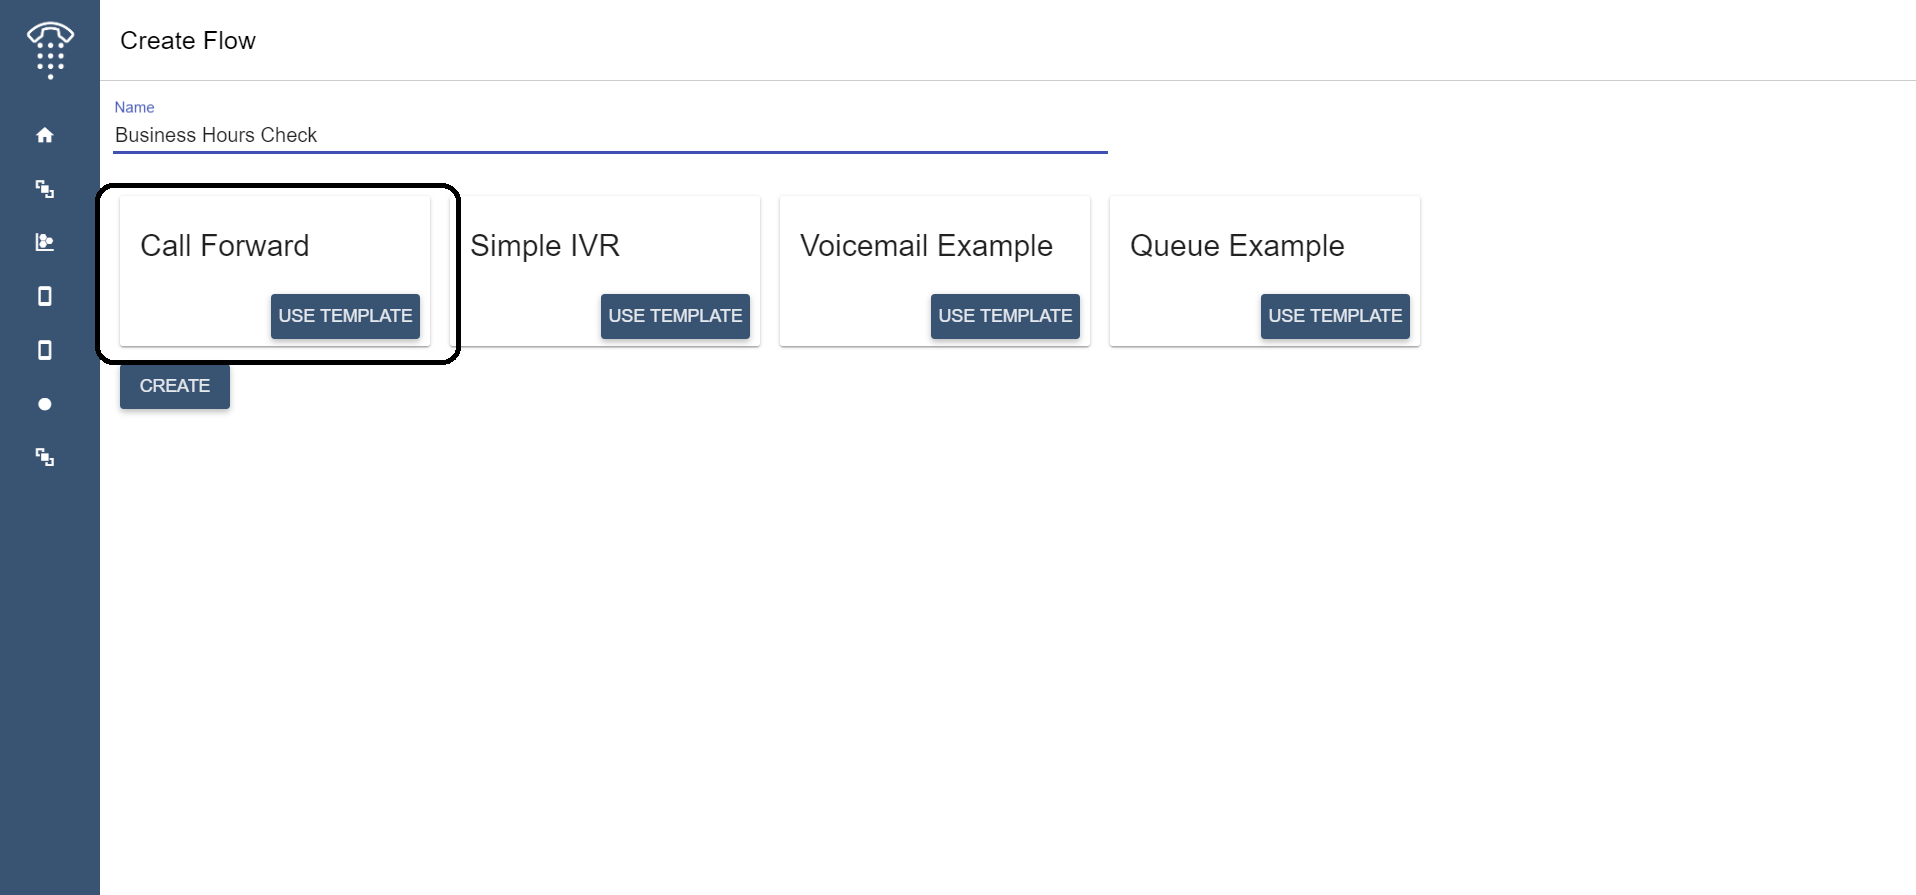 Create Flow
Name
Business Hours Check
Call Forward
USE TEMPLATE
Simple IVR
USE TEMPLATE
Voicemail Example
USE TEMPLATE
Queue Example
USE TEMPLATE
CREATE